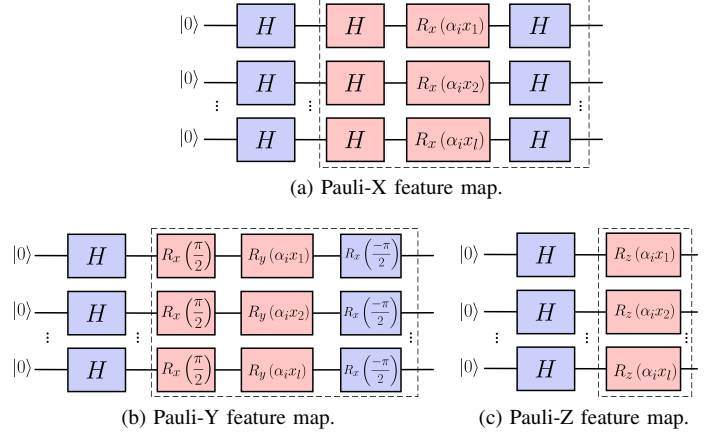 |0⟩ H H R_x (α_i x_1) H
|0⟩ H H R_x (α_i x_2) H
⋮ ⋮ ⋮
|0⟩ H H R_x (α_i x_l) H
(a) Pauli-X feature map.
|0⟩ H R_x (π/2) R_y (α_i x_1) R_x (-π/2)
|0⟩ H R_x (π/2) R_y (α_i x_2) R_x (-π/2)
⋮ ⋮ ⋮
|0⟩ H R_x (π/2) R_y (α_i x_l) R_x (-π/2)
(b) Pauli-Y feature map.
|0⟩ H R_z (α_i x_1)
|0⟩ H R_z (α_i x_2)
⋮ ⋮ ⋮
|0⟩ H R_z (α_i x_l)
(c) Pauli-Z feature map.